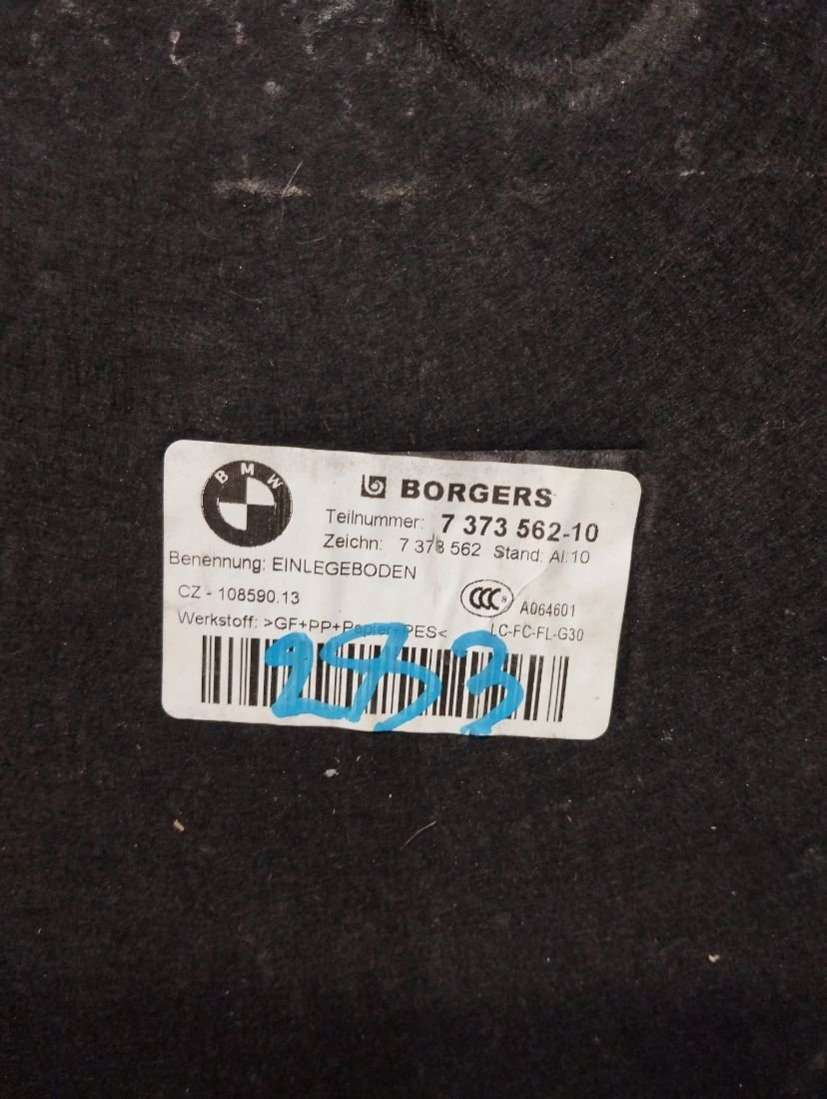 BMW
BORGERS
Teilnummer: 7 373 562-10
Zeichn: 7 373 562 Stand: AI:10
Benennung: EINLEGEBODEN
CZ - 108590.13
CCC S A064601
Werkstoff: >GF+PP+Papier+PES< LC-FC-FL-G30